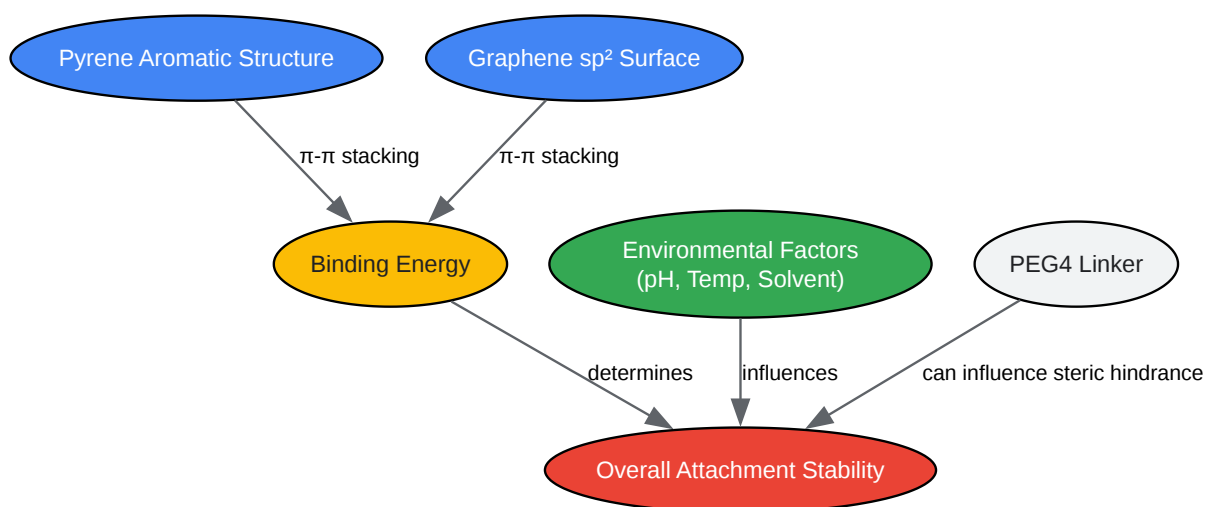 Pyrene Aromatic Structure
Graphene sp² Surface
π-π stacking
π-π stacking
Binding Energy
Environmental Factors
(pH, Temp, Solvent)
PEG4 Linker
determines
influences
can influence steric hindrance
Overall Attachment Stability